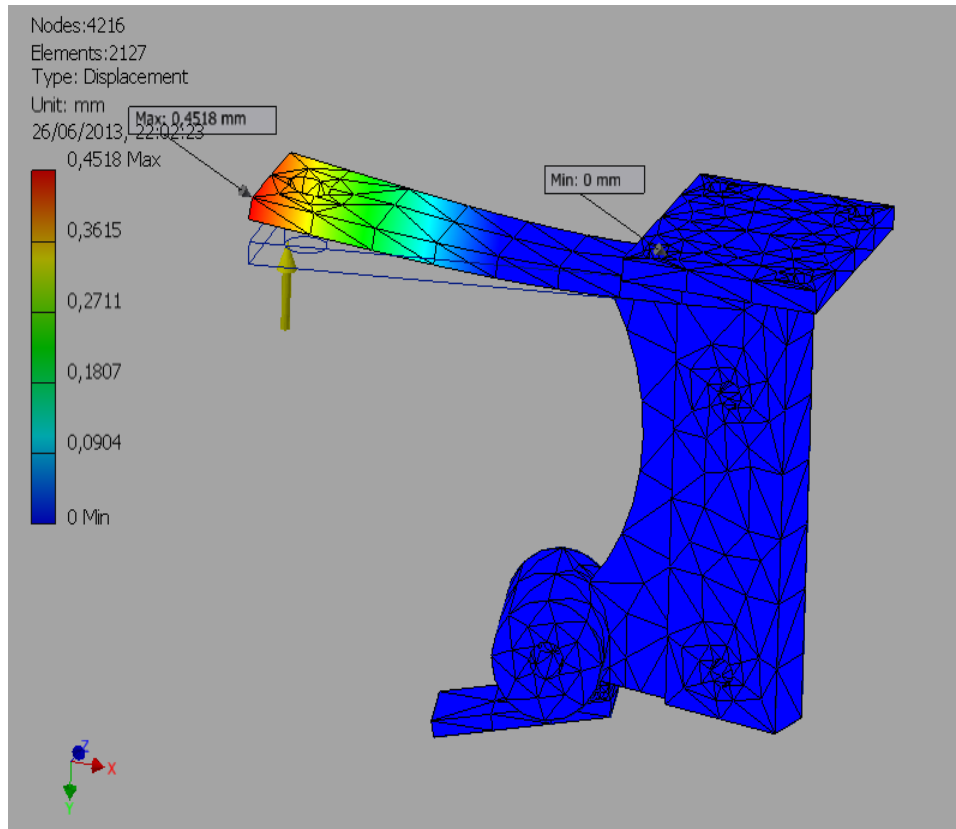 Nodes:4216
Elements:2127
Type: Displacement
Unit: mm
26/06/2013, 22:02:23
Max: 0,4518 mm
0,4518 Max
Min: 0 mm
0,3615
0,2711
0,1807
0,0904
0 Min
Z
X
Y